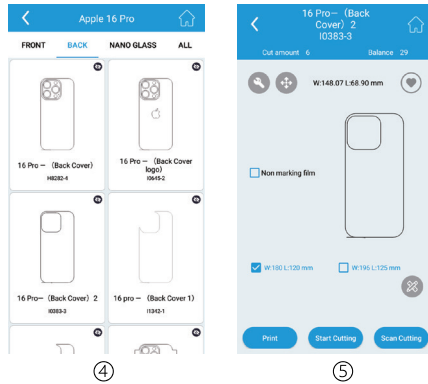 Apple 16 Pro
FRONT BACK NANO GLASS ALL
16 Pro — （Back Cover)
H0282-4
16 Pro — （Back Cover
logo)
I0645-2
16 Pro— （Back Cover) 2
I0383-3
16 pro — （Back Cover 1)
I1342-1
④
16 Pro— （Back
Cover) 2
I0383-3
Cut amount 6 Balance 29
W:148.07 L:68.90 mm
Non marking film
W:180 L:120 mm W:195 L:125 mm
Print Start Cutting Scan Cutting
⑤